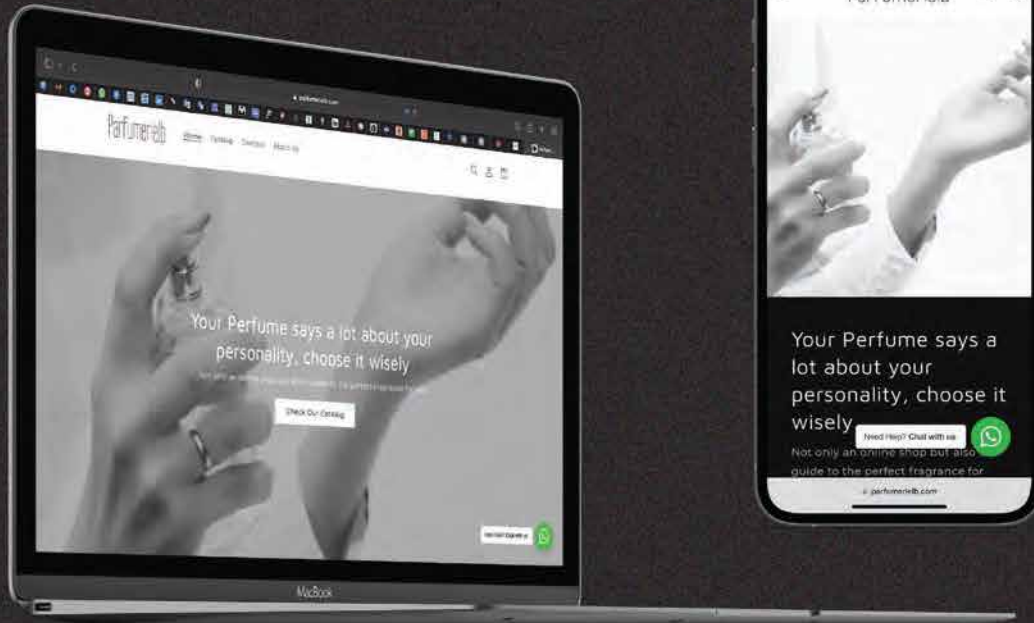 Parfumerielb
Home Catalog Contact About Us
Your Perfume says a lot about your
personality, choose it wisely
Check Our Catalog
MacBook
Your Perfume says a
lot about your
personality, choose it
wisely
Need Help? Chat with us
Not only an online shop but also
guide to the perfect fragrance for
parfumerielb.com